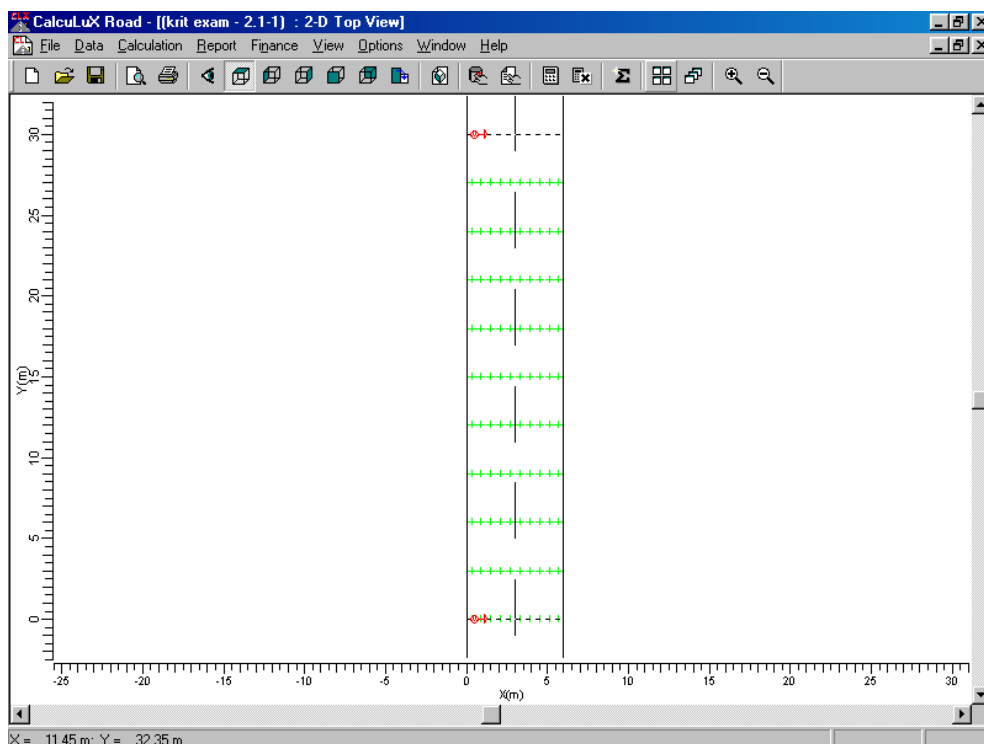 CalcuLuX Road - [(krit exam - 2.1-1) : 2-D Top View]
File Data Calculation Report Finance View Options Window Help
30
25
20
15
Y(m)
10
5
0
-25 -20 -15 -10 -5 0 5 10 15 20 25 30
X(m)
X = 11.45 m; Y = 32.35 m